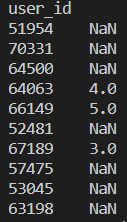 user_id
51954 NaN
70331 NaN
64500 NaN
64063 4.0
66149 5.0
52481 NaN
67189 3.0
57475 NaN
53045 NaN
63198 NaN